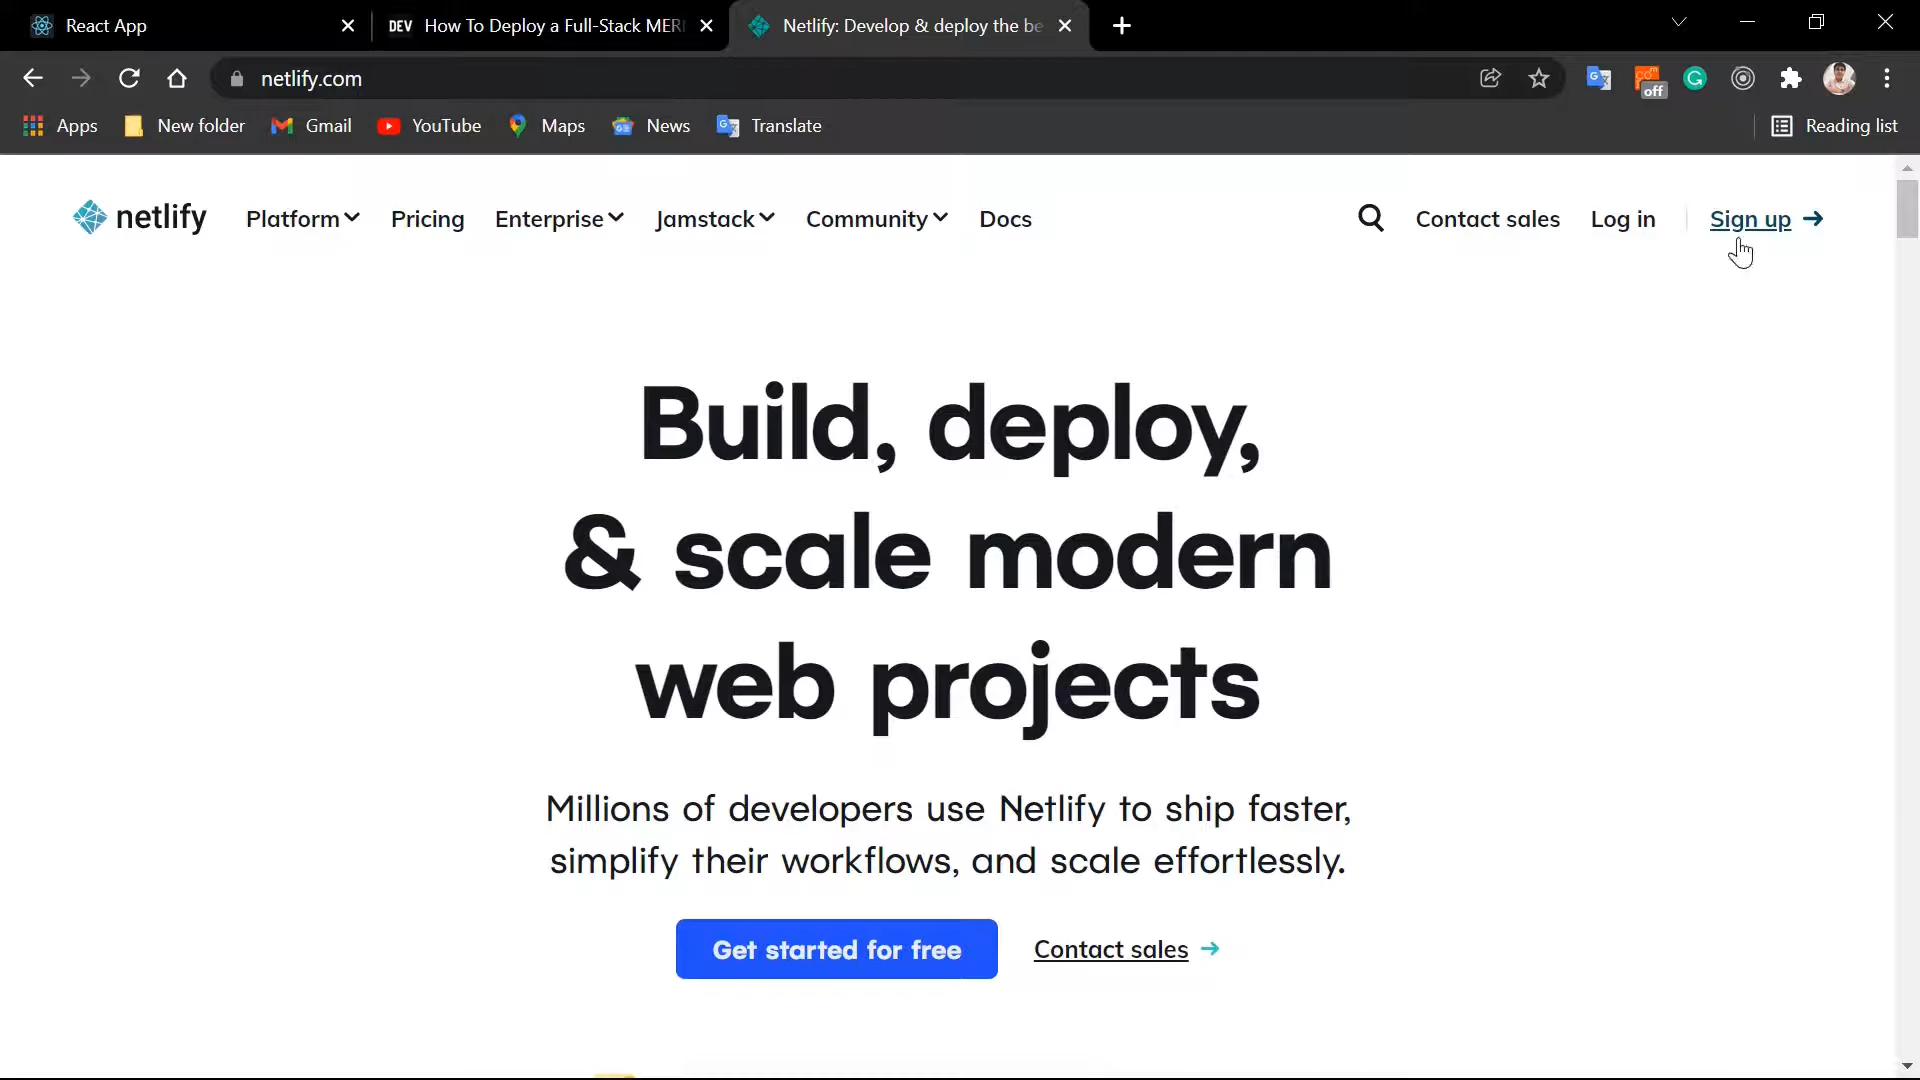 React App
DEV How To Deploy a Full-Stack MER
Netlify: Develop & deploy the be
netlify.com
off
Apps
New folder
Gmail
YouTube
Maps
News
Translate
Reading list
netlify
Platform
Pricing
Enterprise
Jamstack
Community
Docs
Contact sales
Log in
Sign up →
Build, deploy,
& scale modern
web projects
Millions of developers use Netlify to ship faster,
simplify their workflows, and scale effortlessly.
Get started for free
Contact sales →